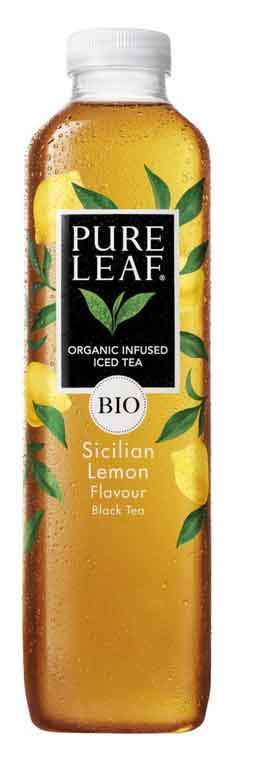 PURE
LEAF®
ORGANIC INFUSED
ICED TEA
BIO
Sicilian
Lemon
Flavour
Black Tea